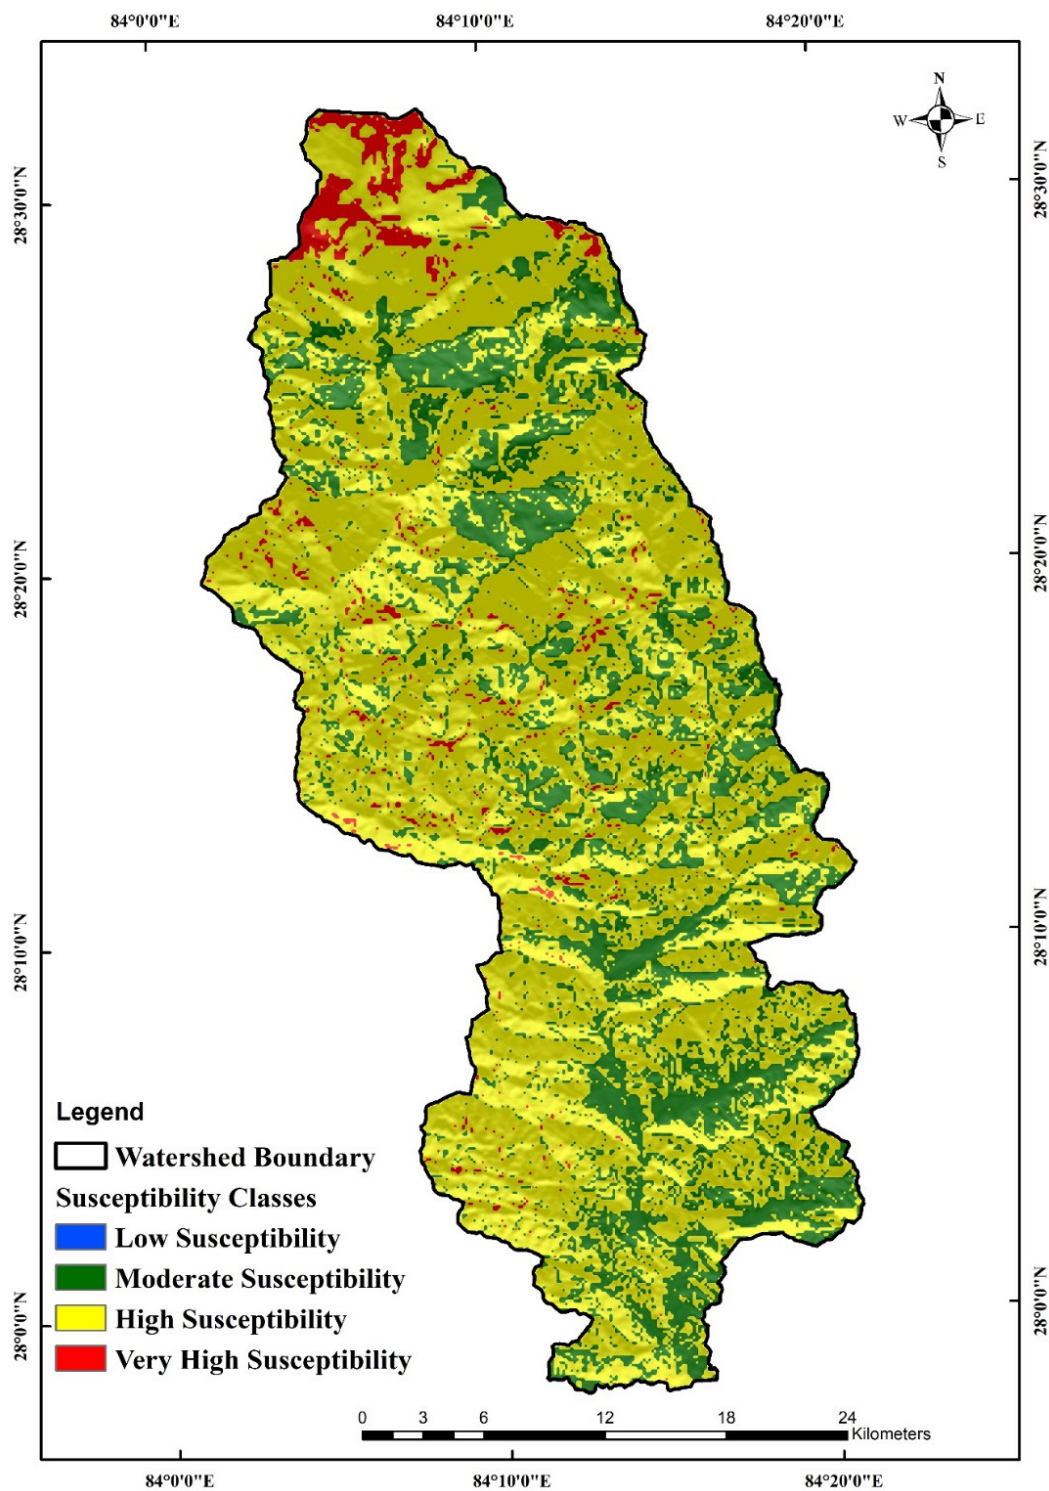 84°0'0"E 84°10'0"E 84°20'0"E
N
W E
S
28°30'0"N
28°30'0"N
28°20'0"N
28°20'0"N
28°10'0"N
28°10'0"N
28°0'0"N
28°0'0"N
Legend
Watershed Boundary
Susceptibility Classes
Low Susceptibility
Moderate Susceptibility
High Susceptibility
Very High Susceptibility
0 3 6 12 18 24
Kilometers
84°0'0"E 84°10'0"E 84°20'0"E